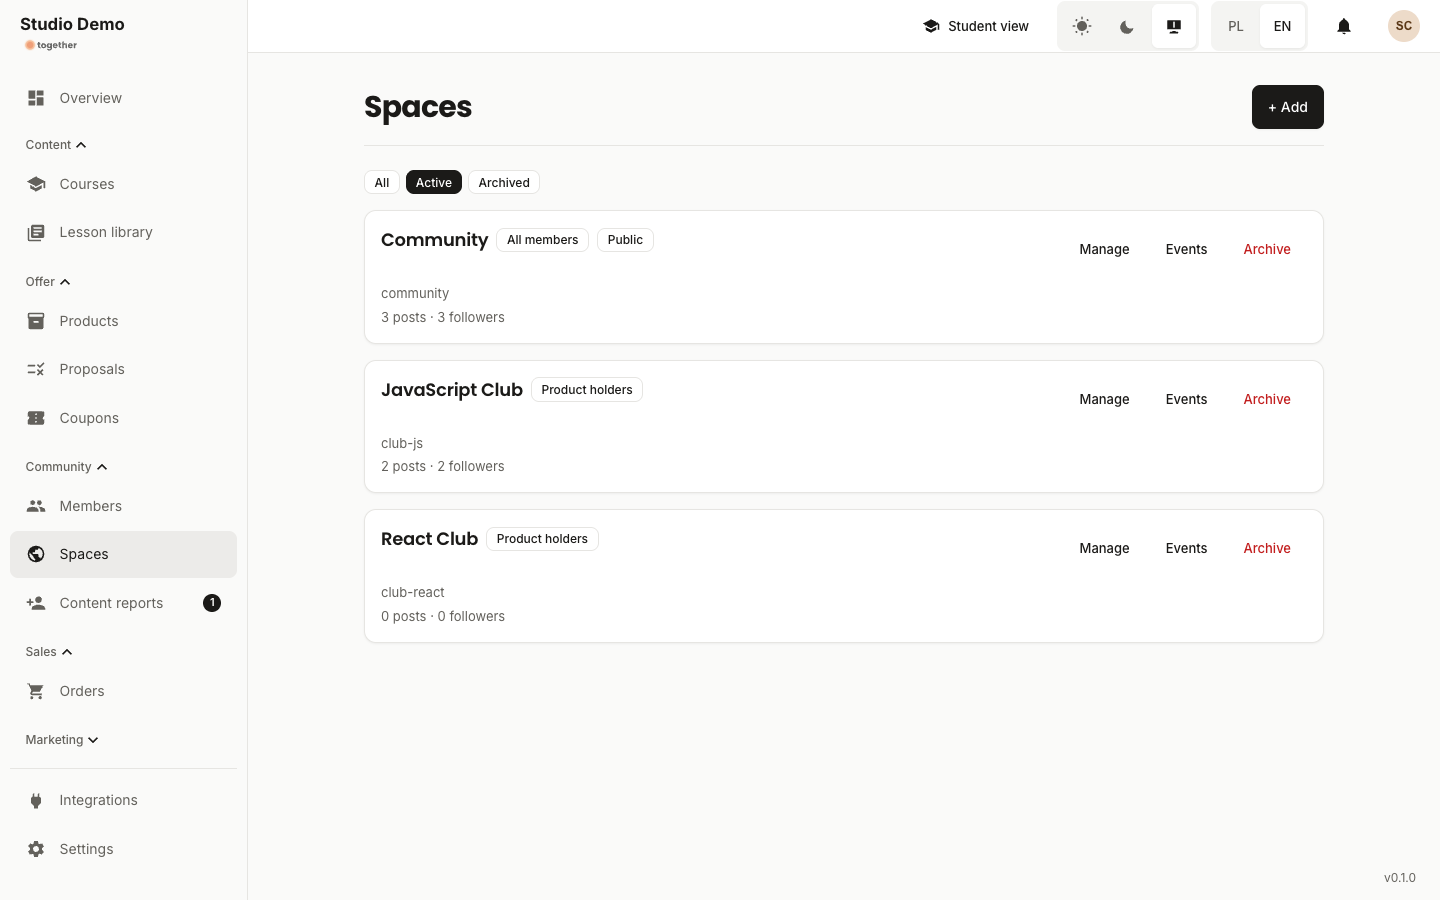 Studio Demo
together
Student view
PL
EN
SC
Overview
Content
Courses
Lesson library
Offer
Products
Proposals
Coupons
Community
Members
Spaces
Content reports
1
Sales
Orders
Marketing
Integrations
Settings
Spaces
+ Add
All
Active
Archived
Community
All members
Public
Manage
Events
Archive
community
3 posts · 3 followers
JavaScript Club
Product holders
Manage
Events
Archive
club-js
2 posts · 2 followers
React Club
Product holders
Manage
Events
Archive
club-react
0 posts · 0 followers
v0.1.0